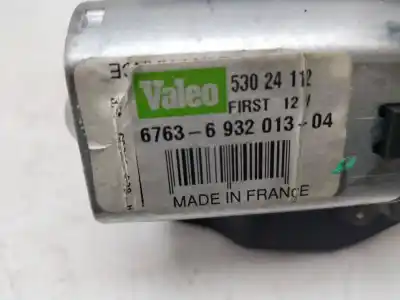 Valeo
530 24 112
FIRST 12 V
6763-6 932 013-04
MADE IN FRANCE